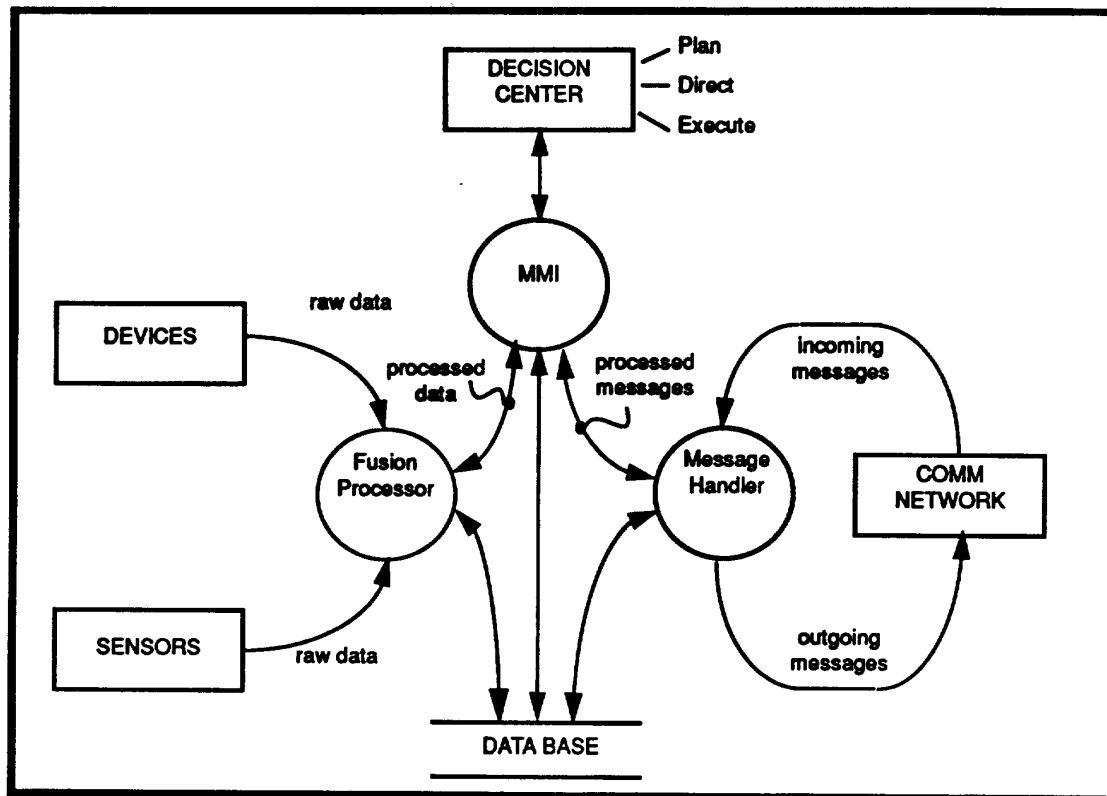 DECISION
CENTER
Plan
Direct
Execute
MMI
raw data
DEVICES
processed
data
processed
messages
incoming
messages
Fusion
Processor
Message
Handler
COMM
NETWORK
SENSORS
raw data
outgoing
messages
DATA BASE